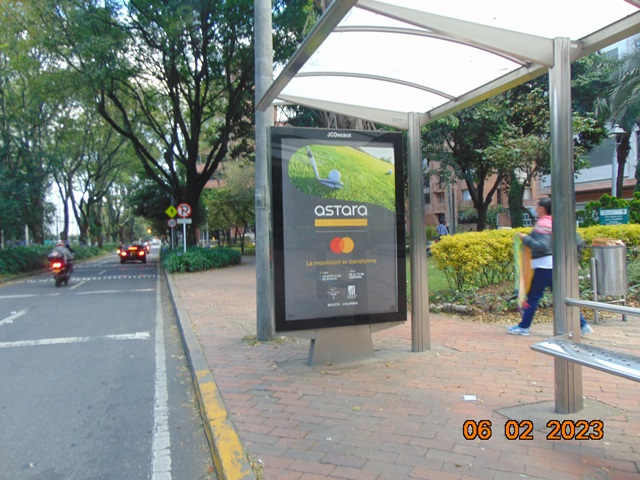 JCDecaux
astara
La movilidad se transforma
BOGOTÁ - COLOMBIA
06 02 2023